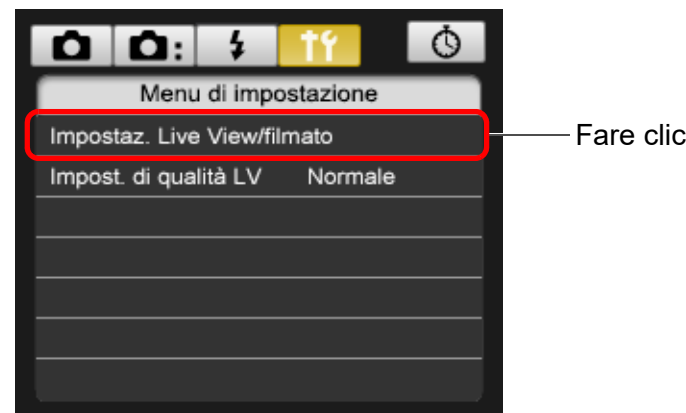 Menu di impostazione
Impostaz. Live View/filmato
Fare clic
Impost. di qualità LV Normale